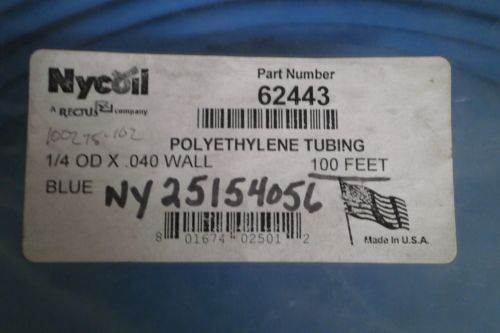 Nycoil
A RECTUS company
Part Number
62443
100275-102
POLYETHYLENE TUBING
1/4 OD X .040 WALL 100 FEET
BLUE NY25154056
8 01674 02501 2
Made In U.S.A.